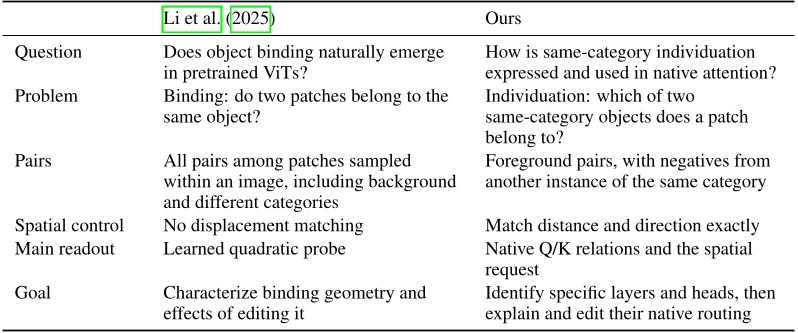 Li et al. (2025) Ours
Question Does object binding naturally emerge How is same-category individuation
in pretrained ViTs? expressed and used in native attention?
Problem Binding: do two patches belong to the Individuation: which of two
same object? same-category objects does a patch
belong to?
Pairs All pairs among patches sampled Foreground pairs, with negatives from
within an image, including background another instance of the same category
and different categories
Spatial control No displacement matching Match distance and direction exactly
Main readout Learned quadratic probe Native Q/K relations and the spatial
request
Goal Characterize binding geometry and Identify specific layers and heads, then
effects of editing it explain and edit their native routing